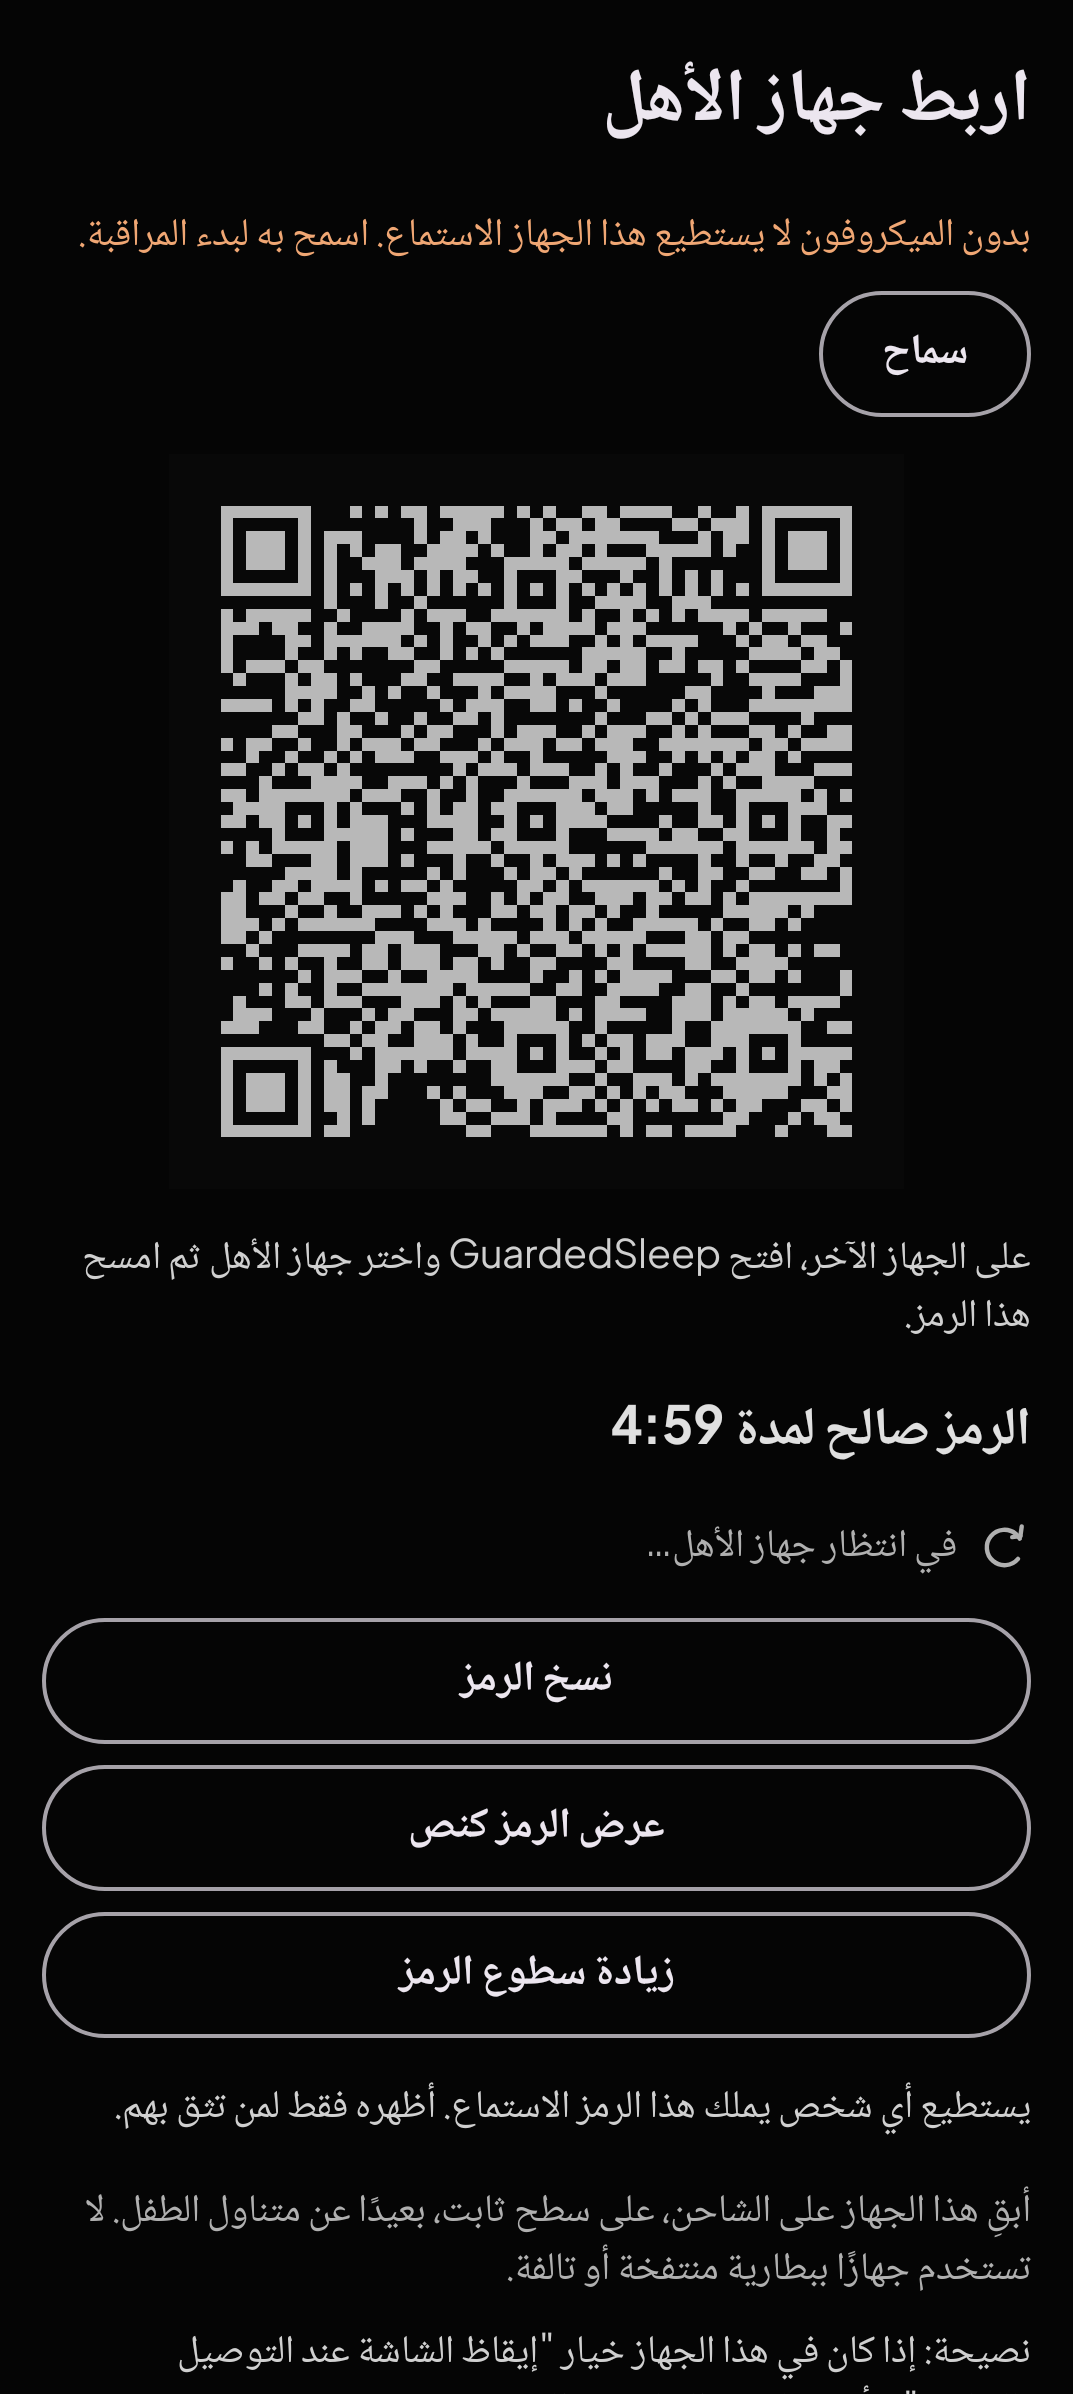 اربط جهاز الأهل
بدون الميكروفون لا يستطيع هذا الجهاز الاستماع. اسمح به لبدء المراقبة.
سماح
على الجهاز الآخر، افتح GuardedSleep واختر جهاز الأهل ثم امسح
هذا الرمز.
الرمز صالح لمدة 4:59
في انتظار جهاز الأهل...
نسخ الرمز
عرض الرمز كنص
زيادة سطوع الرمز
يستطيع أي شخص يملك هذا الرمز الاستماع. أظهره فقط لمن تثق بهم.
أبقِ هذا الجهاز على الشاحن، على سطح ثابت، بعيدًا عن متناول الطفل. لا
تستخدم جهازًا ببطارية منتفخة أو تالفة.
نصيحة: إذا كان في هذا الجهاز خيار "إيقاظ الشاشة عند التوصيل